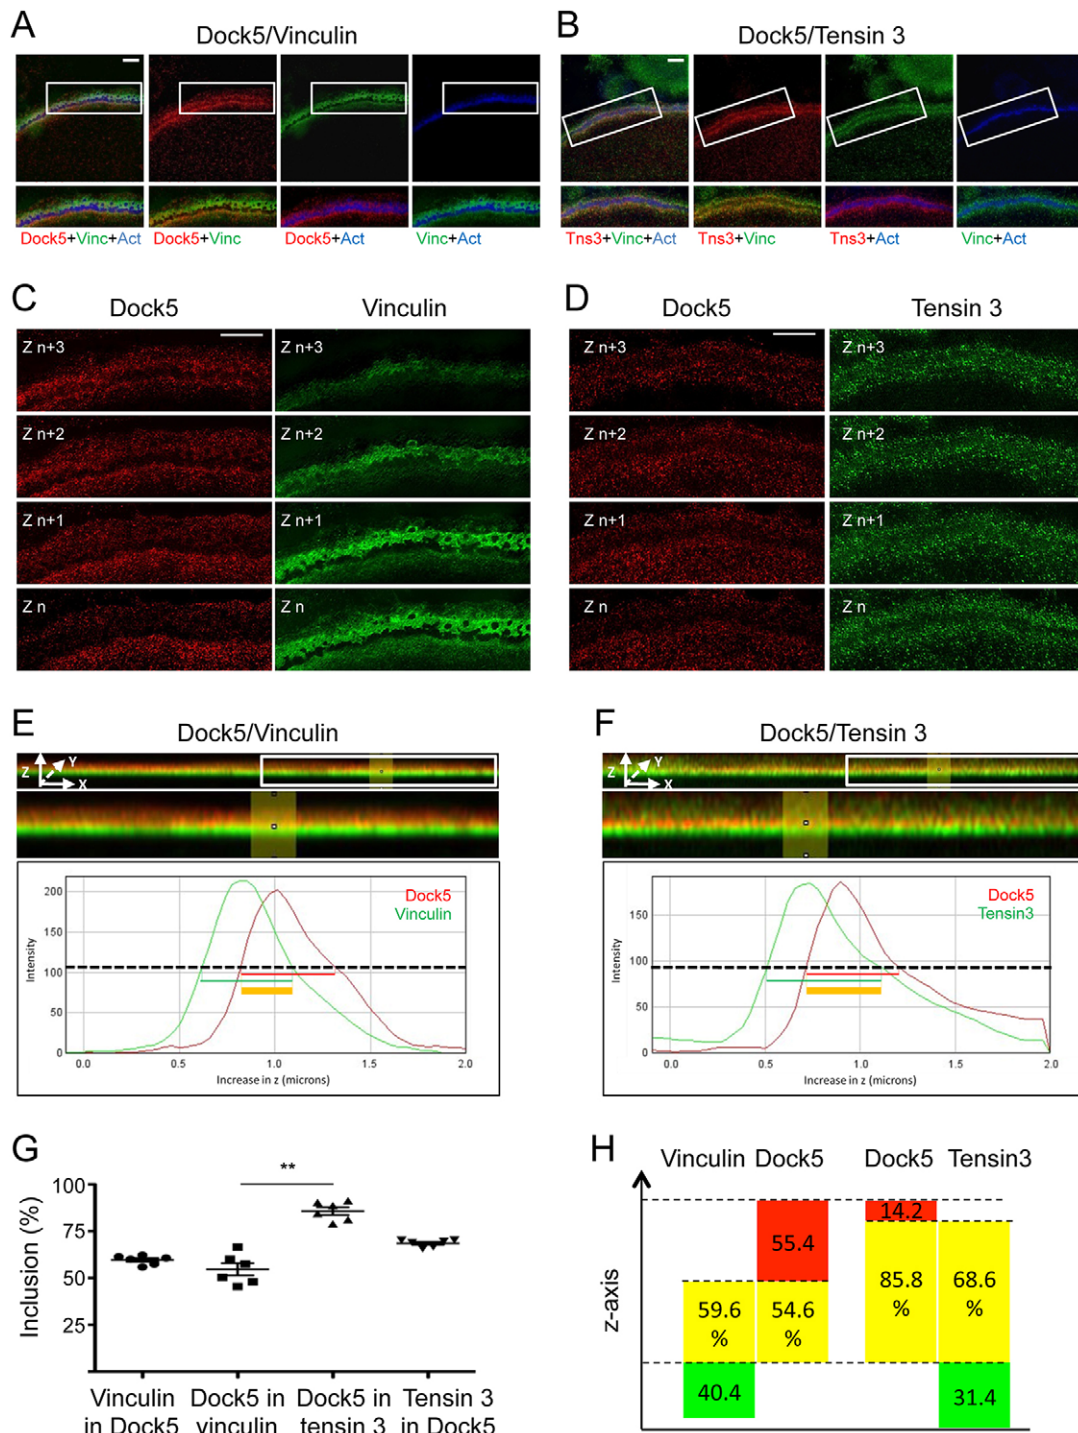 A
Dock5/Vinculin
Dock5+Vinc+Act
Dock5+Vinc
Dock5+Act
Vinc+Act
B
Dock5/Tensin 3
Tns3+Vinc+Act
Tns3+Vinc
Tns3+Act
Vinc+Act
C
Dock5
Vinculin
Z n+3
Z n+3
Z n+2
Z n+2
Z n+1
Z n+1
Z n
Z n
D
Dock5
Tensin 3
Z n+3
Z n+3
Z n+2
Z n+2
Z n+1
Z n+1
Z n
Z n
E
Dock5/Vinculin
Z
Y
X
200
150
100
50
0
Intensity
Dock5
Vinculin
0.0
0.5
1.0
1.5
2.0
Increase in z (microns)
F
Dock5/Tensin 3
Z
Y
X
150
100
50
0
Intensity
Dock5
Tensin3
0.0
0.5
1.0
1.5
2.0
Increase in z (microns)
G
**
100
75
50
25
Inclusion (%)
Vinculin
in Dock5
Dock5 in
vinculin
Dock5 in
tensin 3
Tensin 3
in Dock5
H
Vinculin
Dock5
Dock5
Tensin3
z-axis
55.4
14.2
59.6
%
54.6
%
85.8
%
68.6
%
40.4
31.4